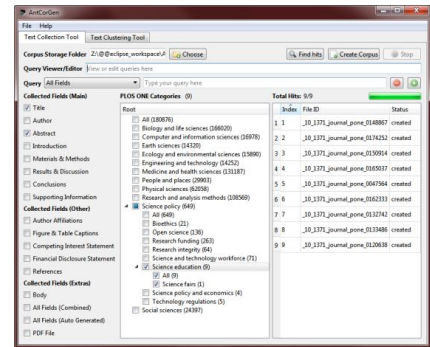 AntCorGen
File Help
Text Collection Tool Text Clustering Tool
Corpus Storage Folder Z:\@@eclipse_workspace\A Choose Find hits Create Corpus Stop
Query Viewer/Editor View or edit queries here
Query All Fields Type your query here
Collected Fields (Main) PLOS ONE Categories (9) Total Hits: 9/9
Title
Author
Abstract
Introduction
Materials & Methods
Results & Discussion
Conclusions
Supporting Information
Collected Fields (Other)
Author Affiliations
Figure & Table Captions
Competing Interest Statement
Financial Disclosure Statement
References
Collected Fields (Extras)
Body
All Fields (Combined)
All Fields (Auto Generated)
PDF File
Root
All (180876)
Biology and life sciences (166020)
Computer and information sciences (16978)
Earth sciences (14320)
Ecology and environmental sciences (15890)
Engineering and technology (14252)
Medicine and health sciences (131187)
People and places (29903)
Physical sciences (62058)
Research and analysis methods (108569)
Science policy (649)
All (649)
Bioethics (21)
Open science (136)
Research funding (263)
Research integrity (64)
Science and technology workforce (71)
Science education (9)
All (9)
Science fairs (1)
Science policy and economics (4)
Technology regulations (5)
Social sciences (24397)
Index File ID Status
1 1 _10_1371_journal_pone_0148867 created
2 2 _10_1371_journal_pone_0174252 created
3 3 _10_1371_journal_pone_0150914 created
4 4 _10_1371_journal_pone_0165037 created
5 5 _10_1371_journal_pone_0047564 created
6 6 _10_1371_journal_pone_0162333 created
7 7 _10_1371_journal_pone_0132742 created
8 8 _10_1371_journal_pone_0133486 created
9 9 _10_1371_journal_pone_0120638 created